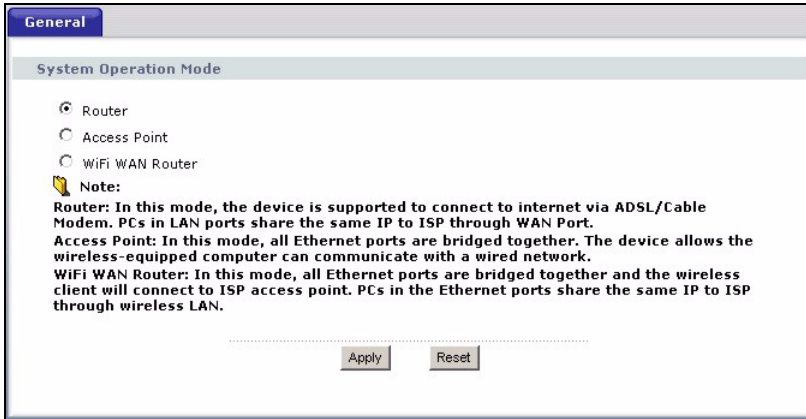 General
System Operation Mode
Router
Access Point
WiFi WAN Router
Note:
Router: In this mode, the device is supported to connect to internet via ADSL/Cable
Modem. PCs in LAN ports share the same IP to ISP through WAN Port.
Access Point: In this mode, all Ethernet ports are bridged together. The device allows the
wireless-equipped computer can communicate with a wired network.
WiFi WAN Router: In this mode, all Ethernet ports are bridged together and the wireless
client will connect to ISP access point. PCs in the Ethernet ports share the same IP to ISP
through wireless LAN.
Apply Reset